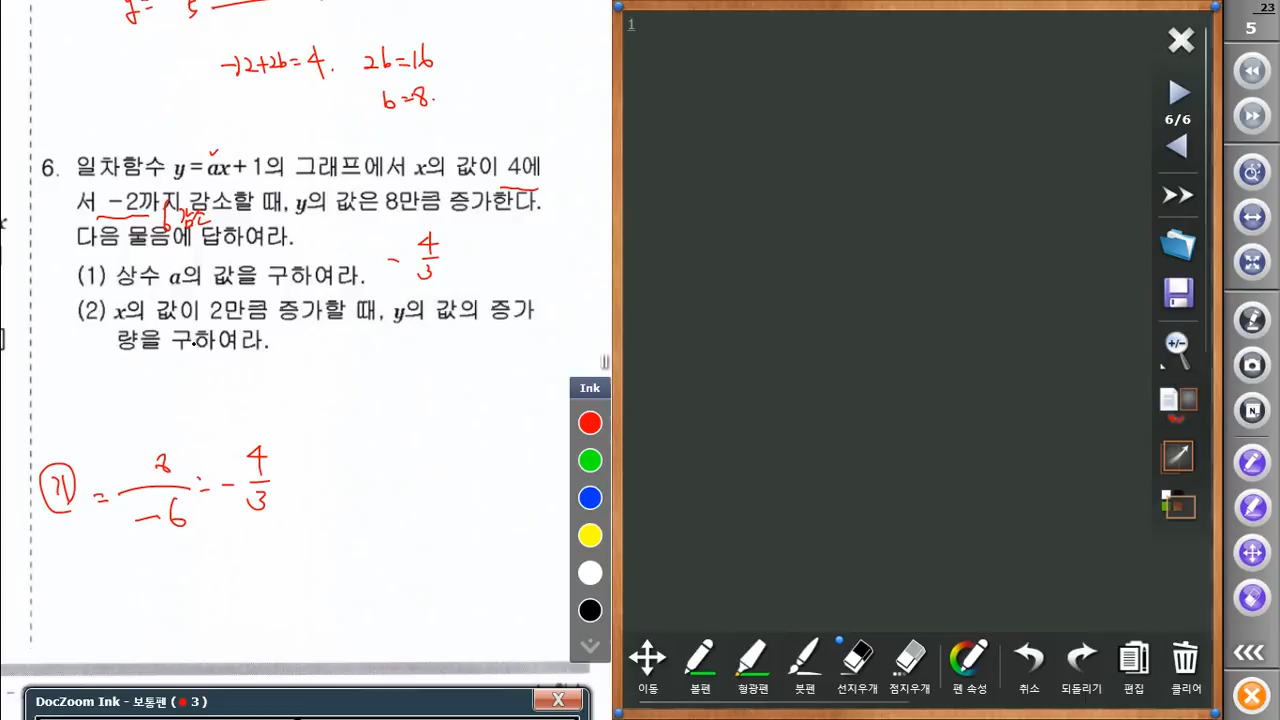 -12+2b=4. 2b=16
b=8.
6. 일차함수 y=ax+1의 그래프에서 x의 값이 4에
서 -2까지 감소할 때, y의 값은 8만큼 증가한다.
6감소
다음 물음에 답하여라.
(1) 상수 a의 값을 구하여라. - 4/3
(2) x의 값이 2만큼 증가할 때, y의 값의 증가
량을 구하여라.
기 = 8/-6 = - 4/3
Ink
DocZoom Ink - 보통펜 ( 3 )
1
6/6
이동 볼펜 형광펜 붓펜 선지우개 점지우개 펜 속성 취소 되돌리기 편집 클리어
23
5